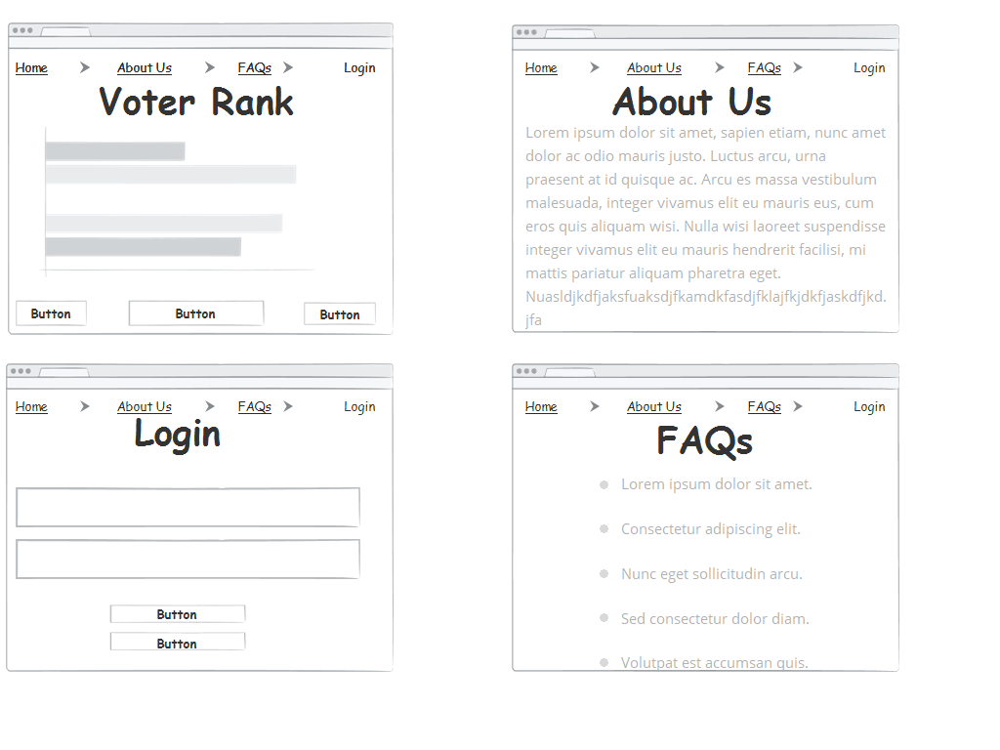 Home About Us FAQs Login
Voter Rank
Button Button Button
Home About Us FAQs Login
About Us
Lorem ipsum dolor sit amet, sapien etiam, nunc amet
dolor ac odio mauris justo. Luctus arcu, urna
praesent at id quisque ac. Arcu es massa vestibulum
malesuada, integer vivamus elit eu mauris eus, cum
eros quis aliquam wisi. Nulla wisi laoreet suspendisse
integer vivamus elit eu mauris hendrerit facilisi, mi
mattis pariatur aliquam pharetra eget.
Nuasldjkdfjaksfuaksdjfkamdkfasdjfklajfkjdkfjaskdfjkd.
jfa
Home About Us FAQs Login
Login
Button
Button
Home About Us FAQs Login
FAQs
Lorem ipsum dolor sit amet.
Consectetur adipiscing elit.
Nunc eget sollicitudin arcu.
Sed consectetur dolor diam.
Volutpat est accumsan quis.